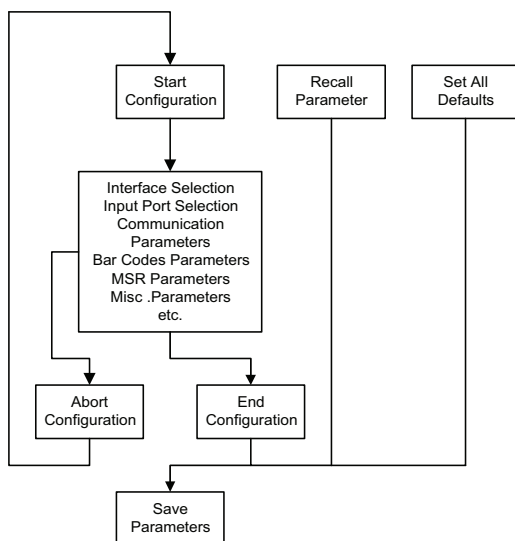 Start
Configuration
Recall
Parameter
Set All
Defaults
Interface Selection
Input Port Selection
Communication
Parameters
Bar Codes Parameters
MSR Parameters
Misc .Parameters
etc.
Abort
Configuration
End
Configuration
Save
Parameters